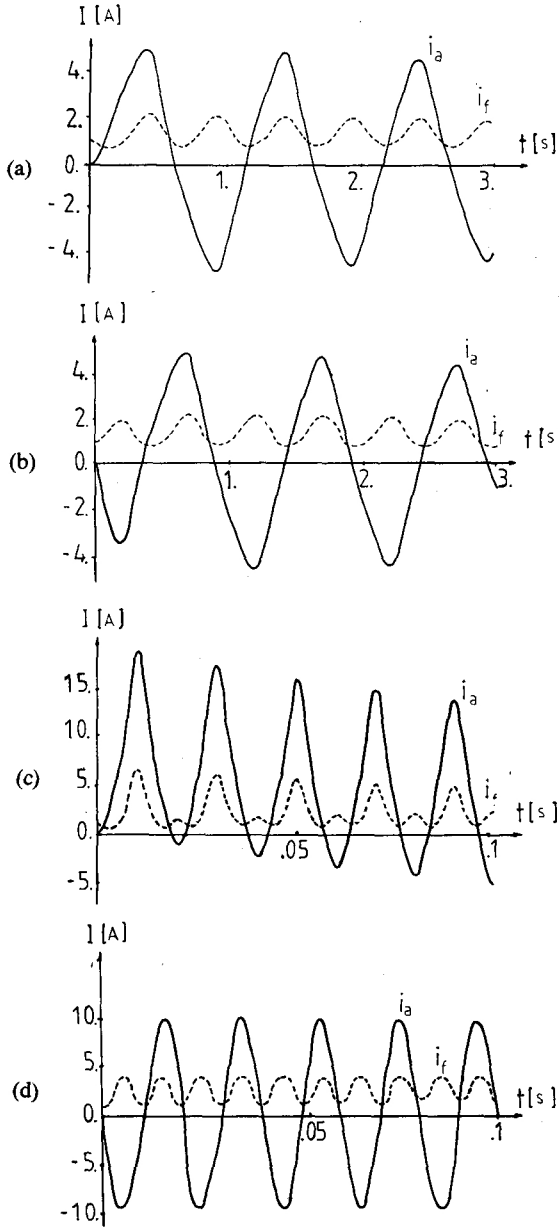 I [A]
4.
2.
0.
-2.
-4.
i_a
i_f
1.
2.
3.
t[s]
(a)
I [A]
4.
2.
0.
-2.
-4.
i_a
i_f
1.
2.
3.
t[s
(b)
I [A]
15.
10.
5.
0.
-5.
i_a
i_f
.05
.1
t[s]
(c)
I [A]
10.
5.
0.
-5.
-10.
i_a
i_f
.05
.1
t[s]
(d)